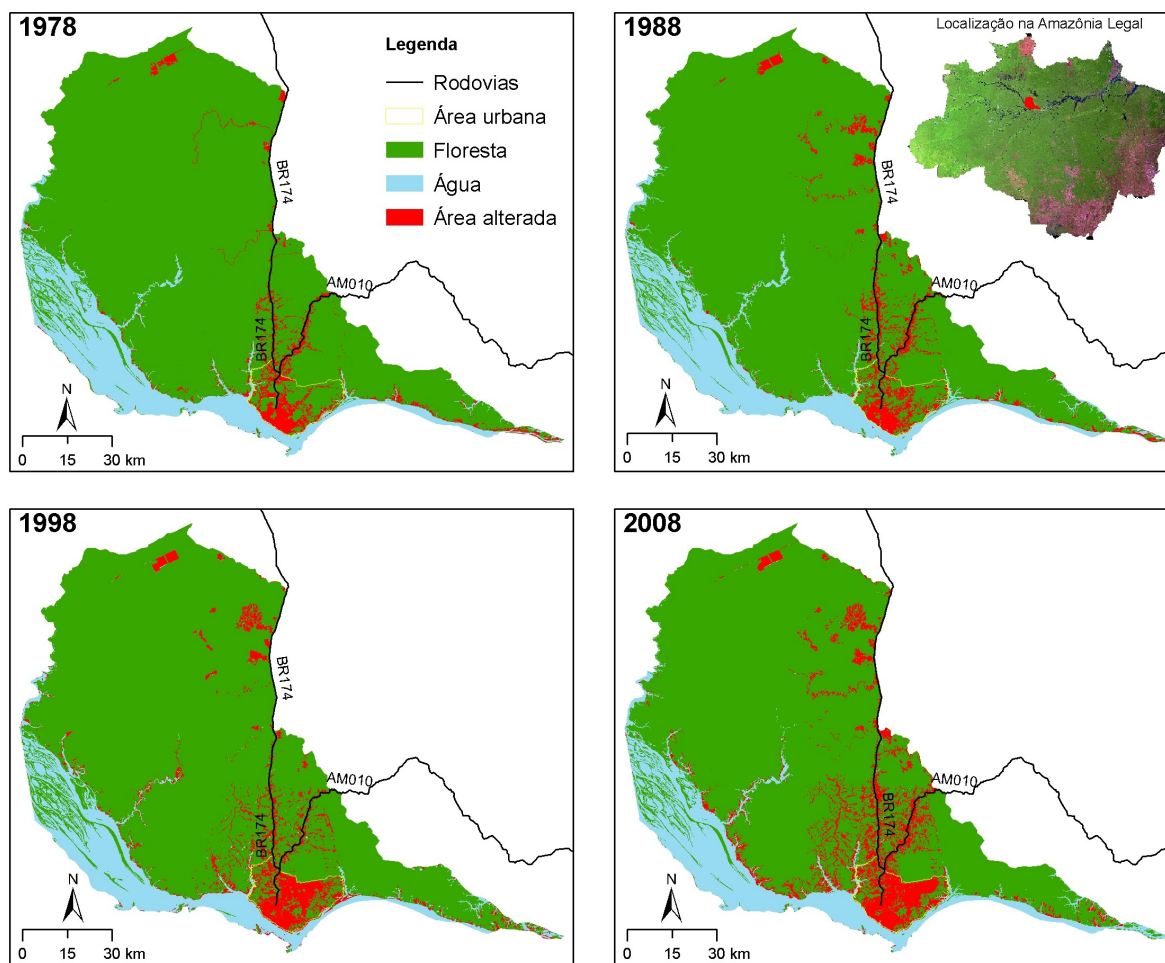 1978
Legenda
Rodovias
Área urbana
Floresta
Água
Área alterada
BR174
AM010
BR174
N
0 15 30 km
1988
Localização na Amazônia Legal
BR174
AM010
BR174
N
0 15 30 km
1998
BR174
AM010
BR174
N
0 15 30 km
2008
AM010
BR174
N
0 15 30 km